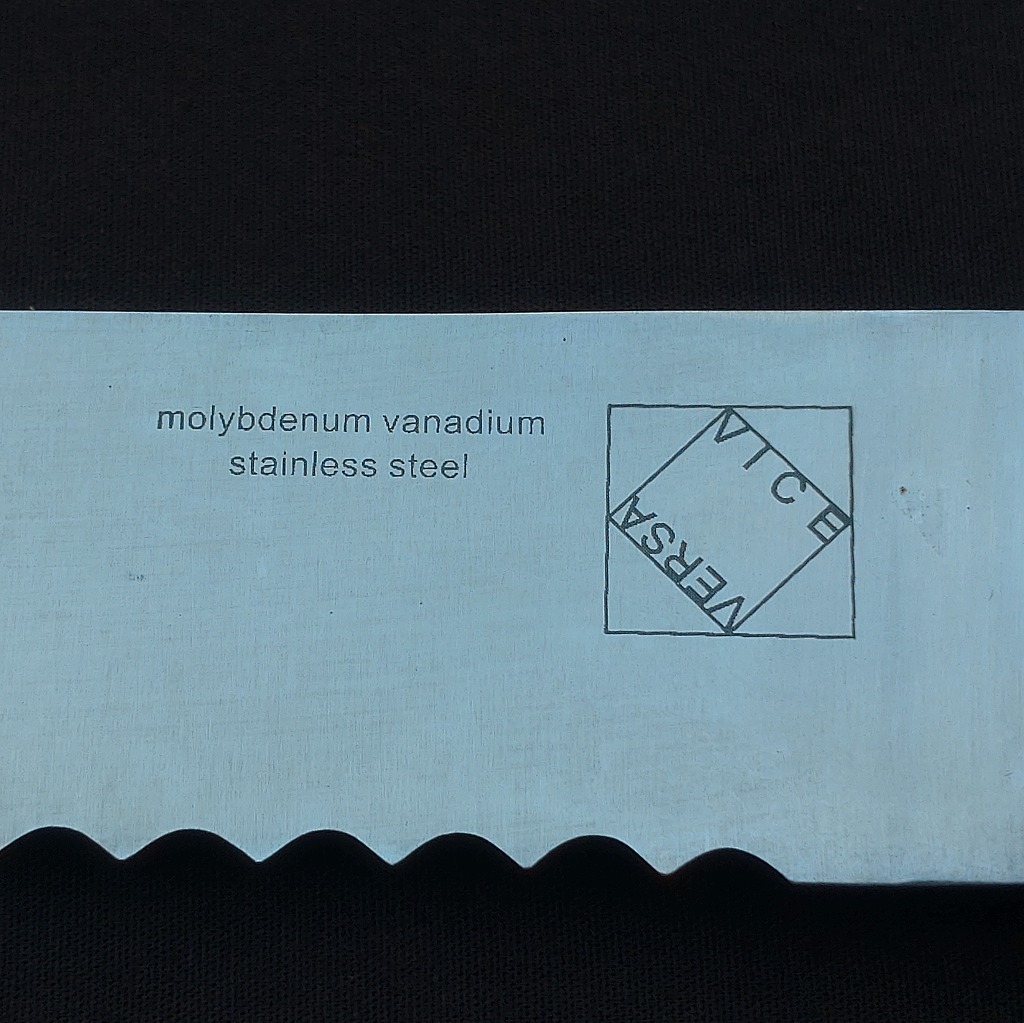 molybdenum vanadium
stainless steel
VICE
VERSA